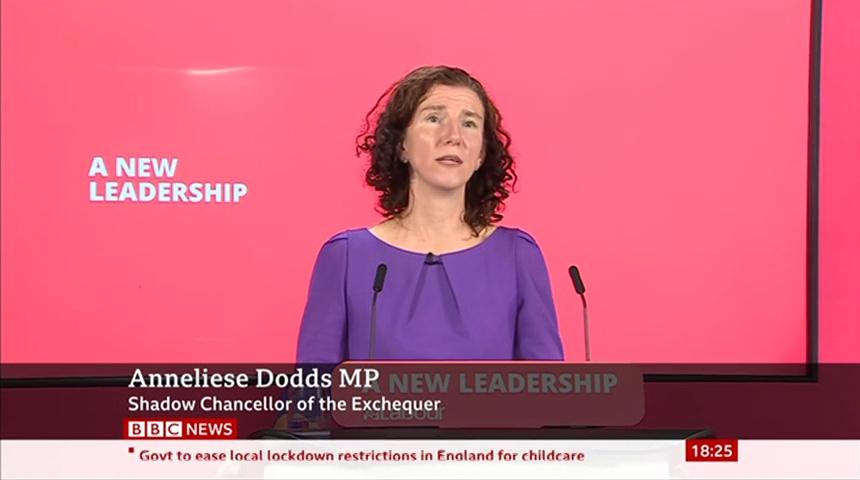 A NEW
LEADERSHIP
Anneliese Dodds MP
Shadow Chancellor of the Exchequer
A NEW LEADERSHIP
Labour
BBC NEWS
Govt to ease local lockdown restrictions in England for childcare
18:25